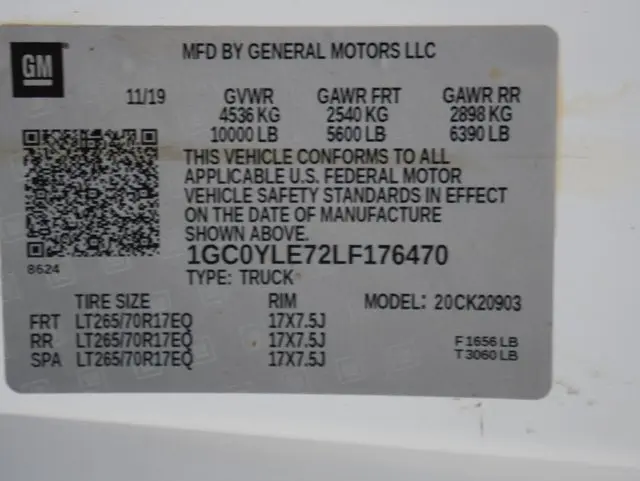 GM
MFD BY GENERAL MOTORS LLC
11/19 GVWR GAWR FRT GAWR RR
4536 KG 2540 KG 2898 KG
10000 LB 5600 LB 6390 LB
THIS VEHICLE CONFORMS TO ALL
APPLICABLE U.S. FEDERAL MOTOR
VEHICLE SAFETY STANDARDS IN EFFECT
ON THE DATE OF MANUFACTURE
SHOWN ABOVE.
8624
1GC0YLE72LF176470
TYPE: TRUCK
TIRE SIZE RIM MODEL: 20CK20903
FRT LT265/70R17EQ 17X7.5J
RR LT265/70R17EQ 17X7.5J F 1656 LB
SPA LT265/70R17EQ 17X7.5J T 3060 LB